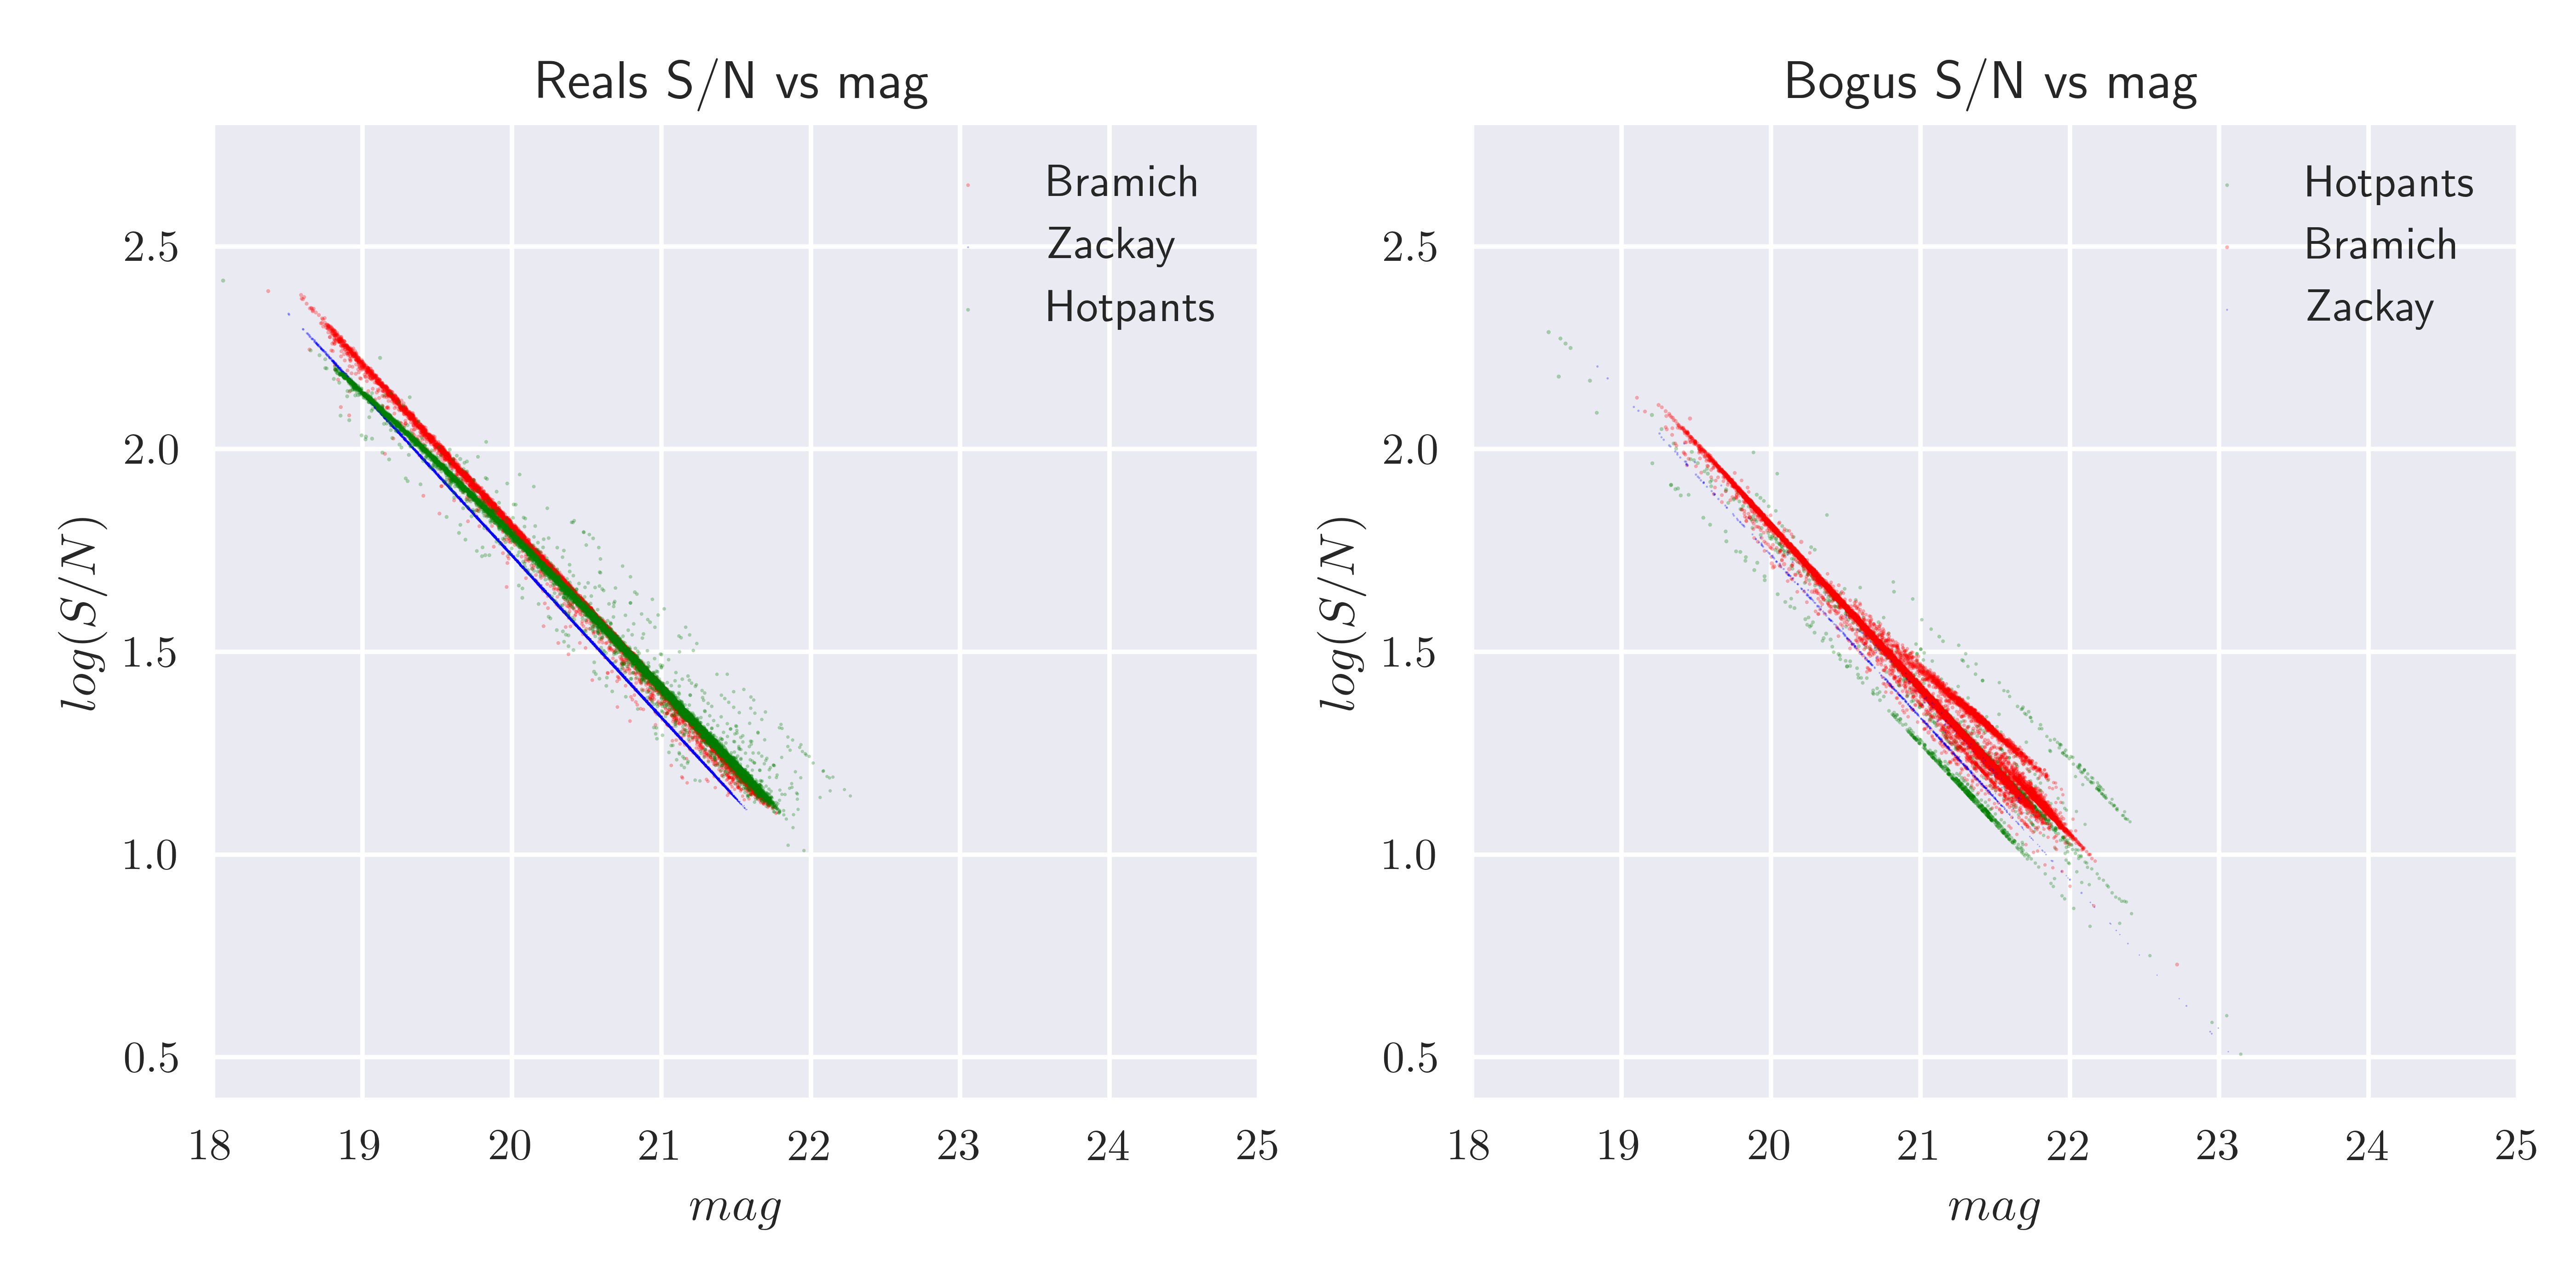 Reals S/N vs mag
Bramich
Zackay
Hotpants
2.5
2.0
1.5
1.0
0.5
log(S/N)
18 19 20 21 22 23 24 25
mag
Bogus S/N vs mag
Hotpants
Bramich
Zackay
2.5
2.0
1.5
1.0
0.5
log(S/N)
18 19 20 21 22 23 24 25
mag